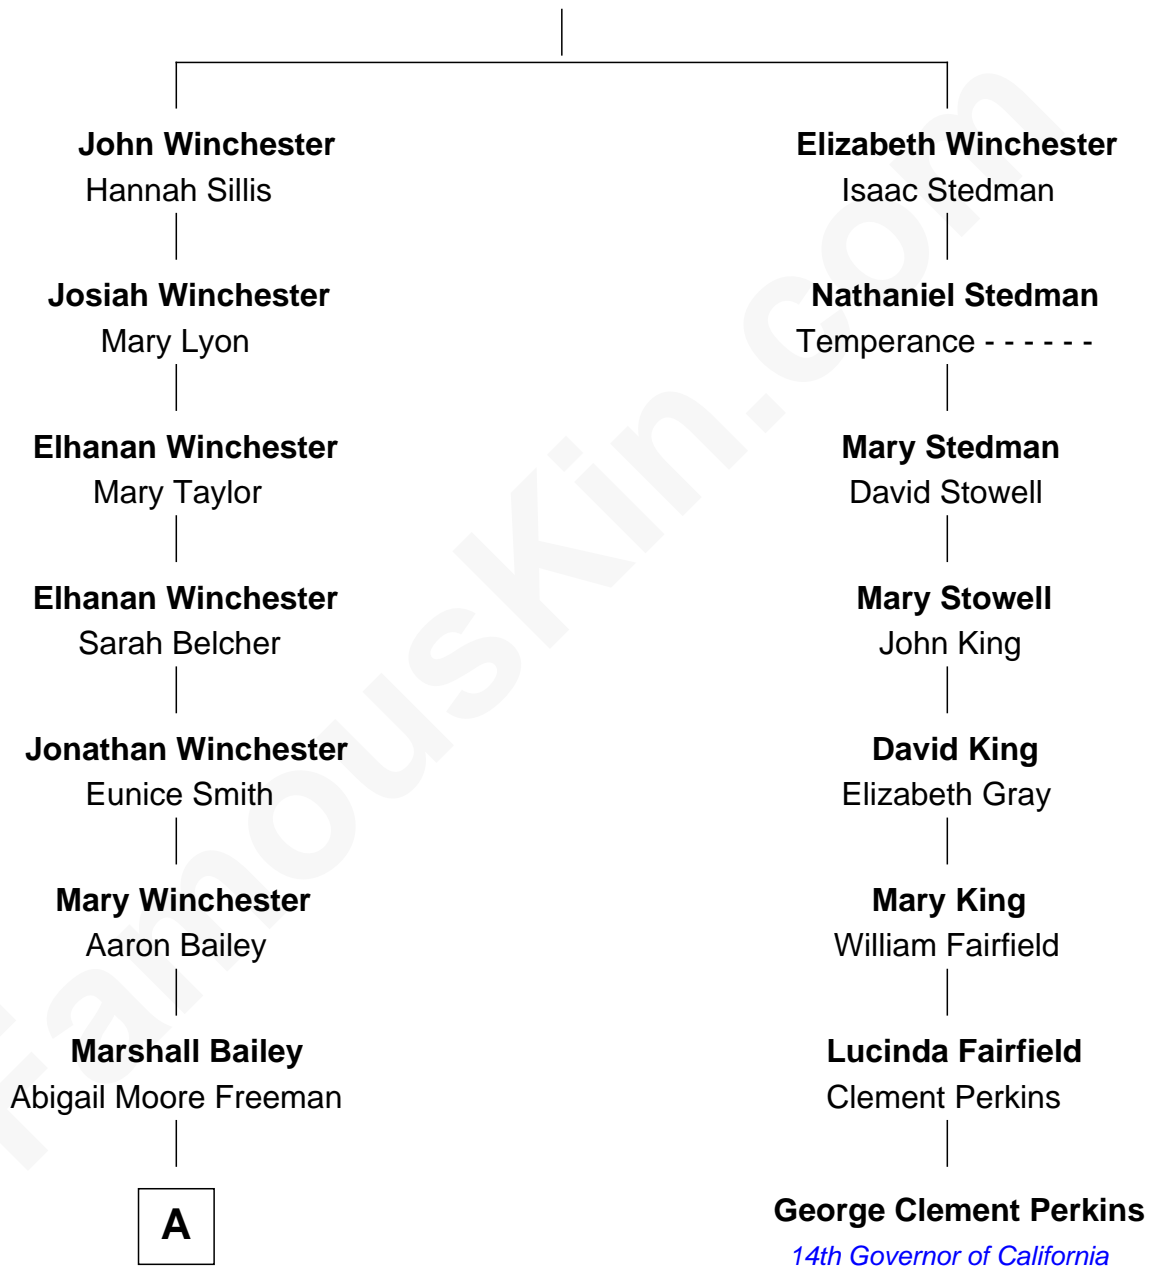 John Winchester
Hannah Sillis
Josiah Winchester
Mary Lyon
Elhanan Winchester
Mary Taylor
Elhanan Winchester
Sarah Belcher
Jonathan Winchester
Eunice Smith
Mary Winchester
Aaron Bailey
Marshall Bailey
Abigail Moore Freeman
A
Elizabeth Winchester
Isaac Stedman
Nathaniel Stedman
Temperance - - - - - -
Mary Stedman
David Stowell
Mary Stowell
John King
David King
Elizabeth Gray
Mary King
William Fairfield
Lucinda Fairfield
Clement Perkins
George Clement Perkins
14th Governor of California
FamousKin.com